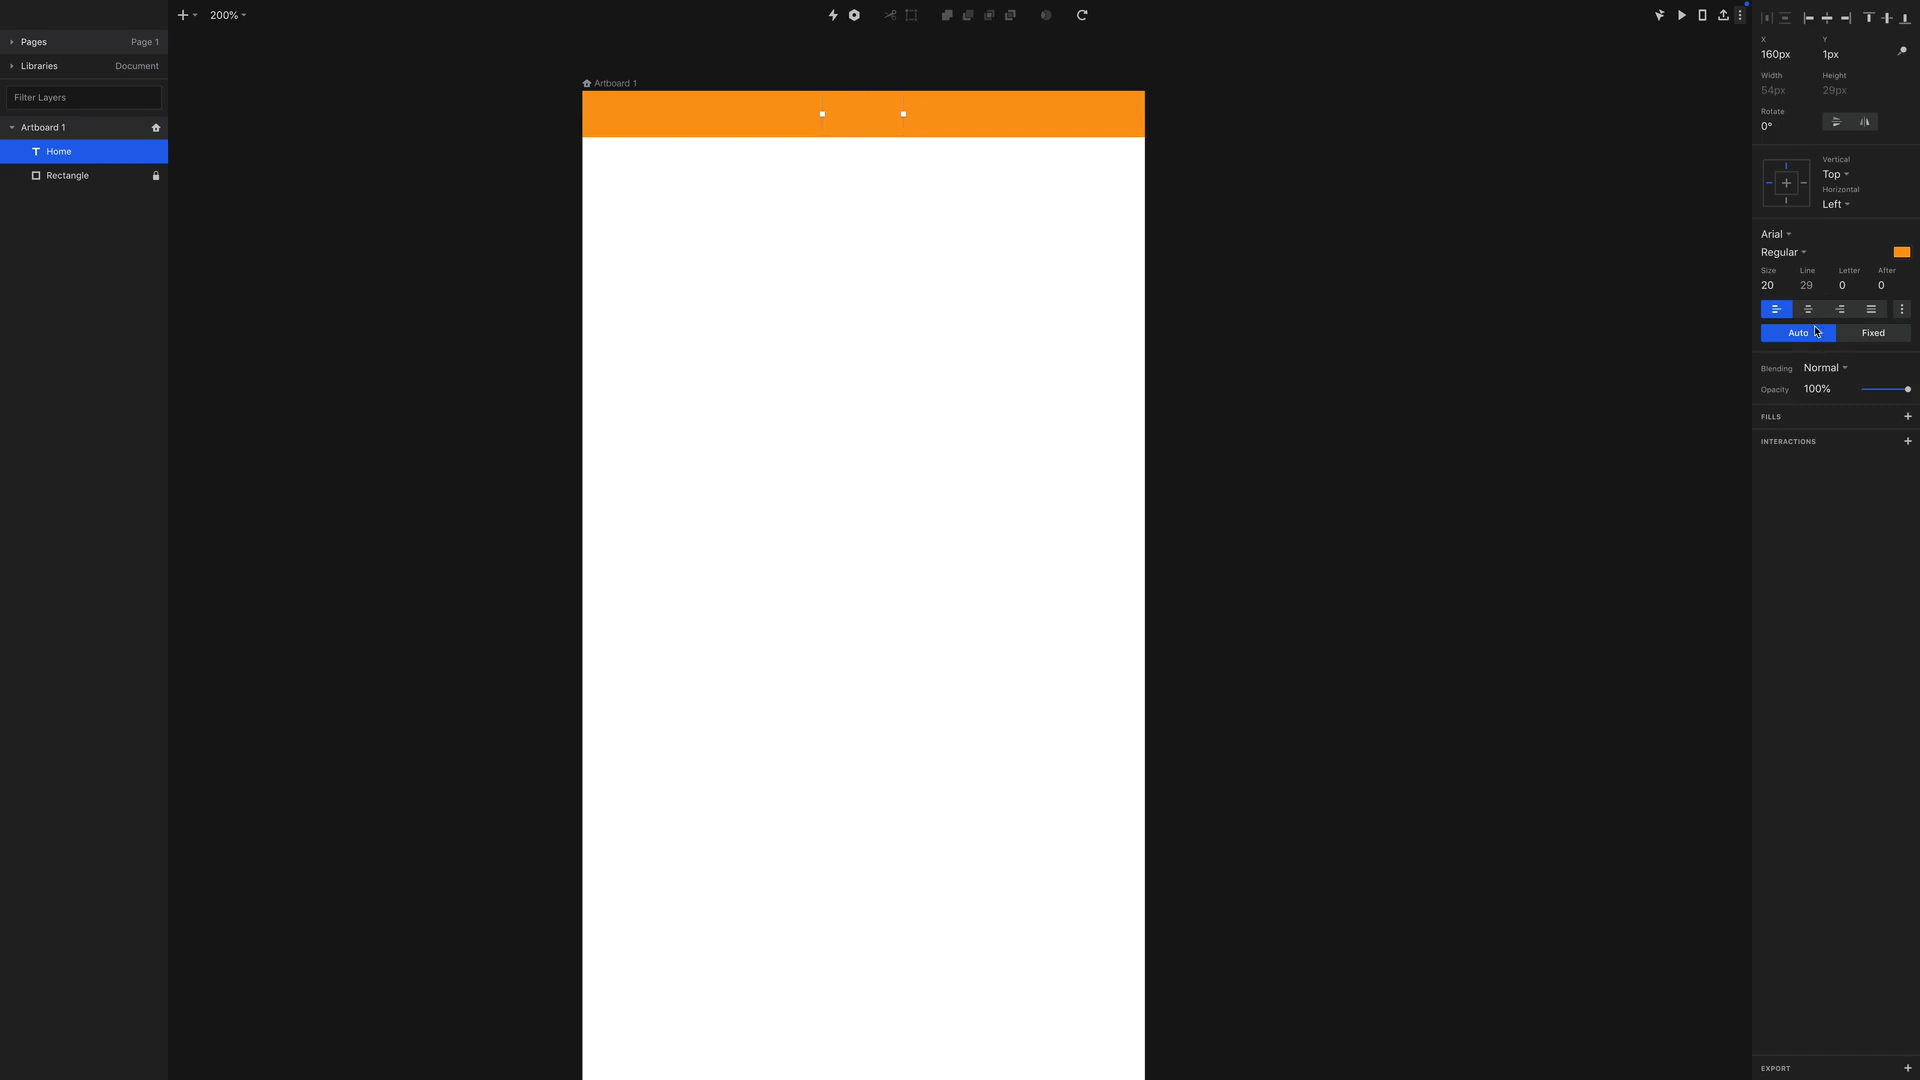 200%
Pages Page 1
Libraries Document
Filter Layers
Artboard 1
Home
Rectangle
Artboard 1
X Y
160px 1px
Width Height
54px 29px
Rotate
0°
Vertical
Top
Horizontal
Left
Arial
Regular
Size Line Letter After
20 29 0 0
Auto Fixed
Blending Normal
Opacity 100%
FILLS
INTERACTIONS
EXPORT